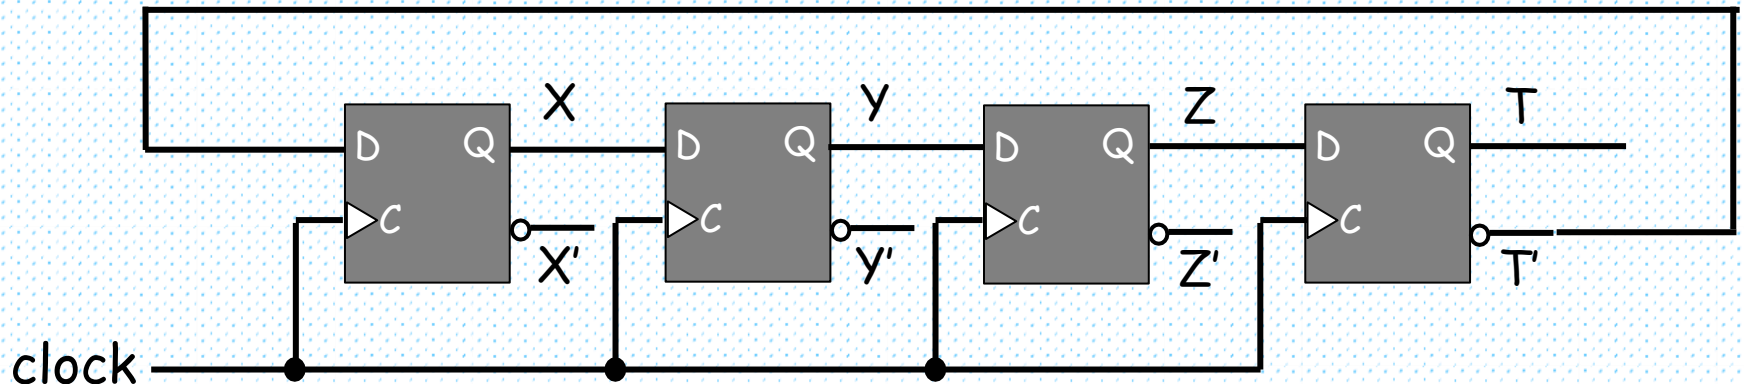 X Y Z T
D Q D Q D Q D Q
C C C C
X' Y' Z' T'
clock